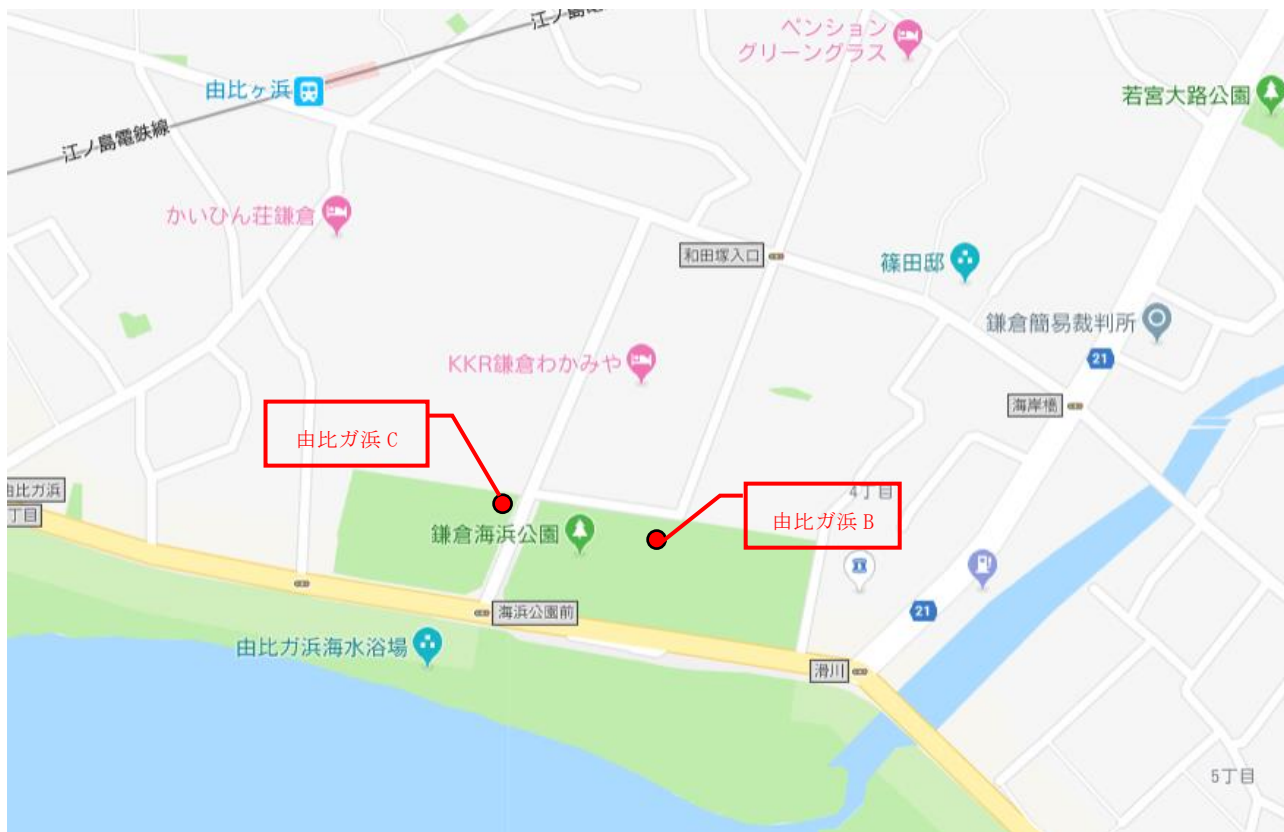 江ノ島電
ペンション
グリーングラス
由比ヶ浜
若宮大路公園
江ノ島電鉄線
かいひん荘鎌倉
和田塚入口
篠田邸
鎌倉簡易裁判所
21
KKR鎌倉わかみや
海岸橋
由比ガ浜 C
由比ガ浜
丁目
4丁目
由比ガ浜 B
鎌倉海浜公園
海浜公園前
21
由比ガ浜海水浴場
滑川
5丁目